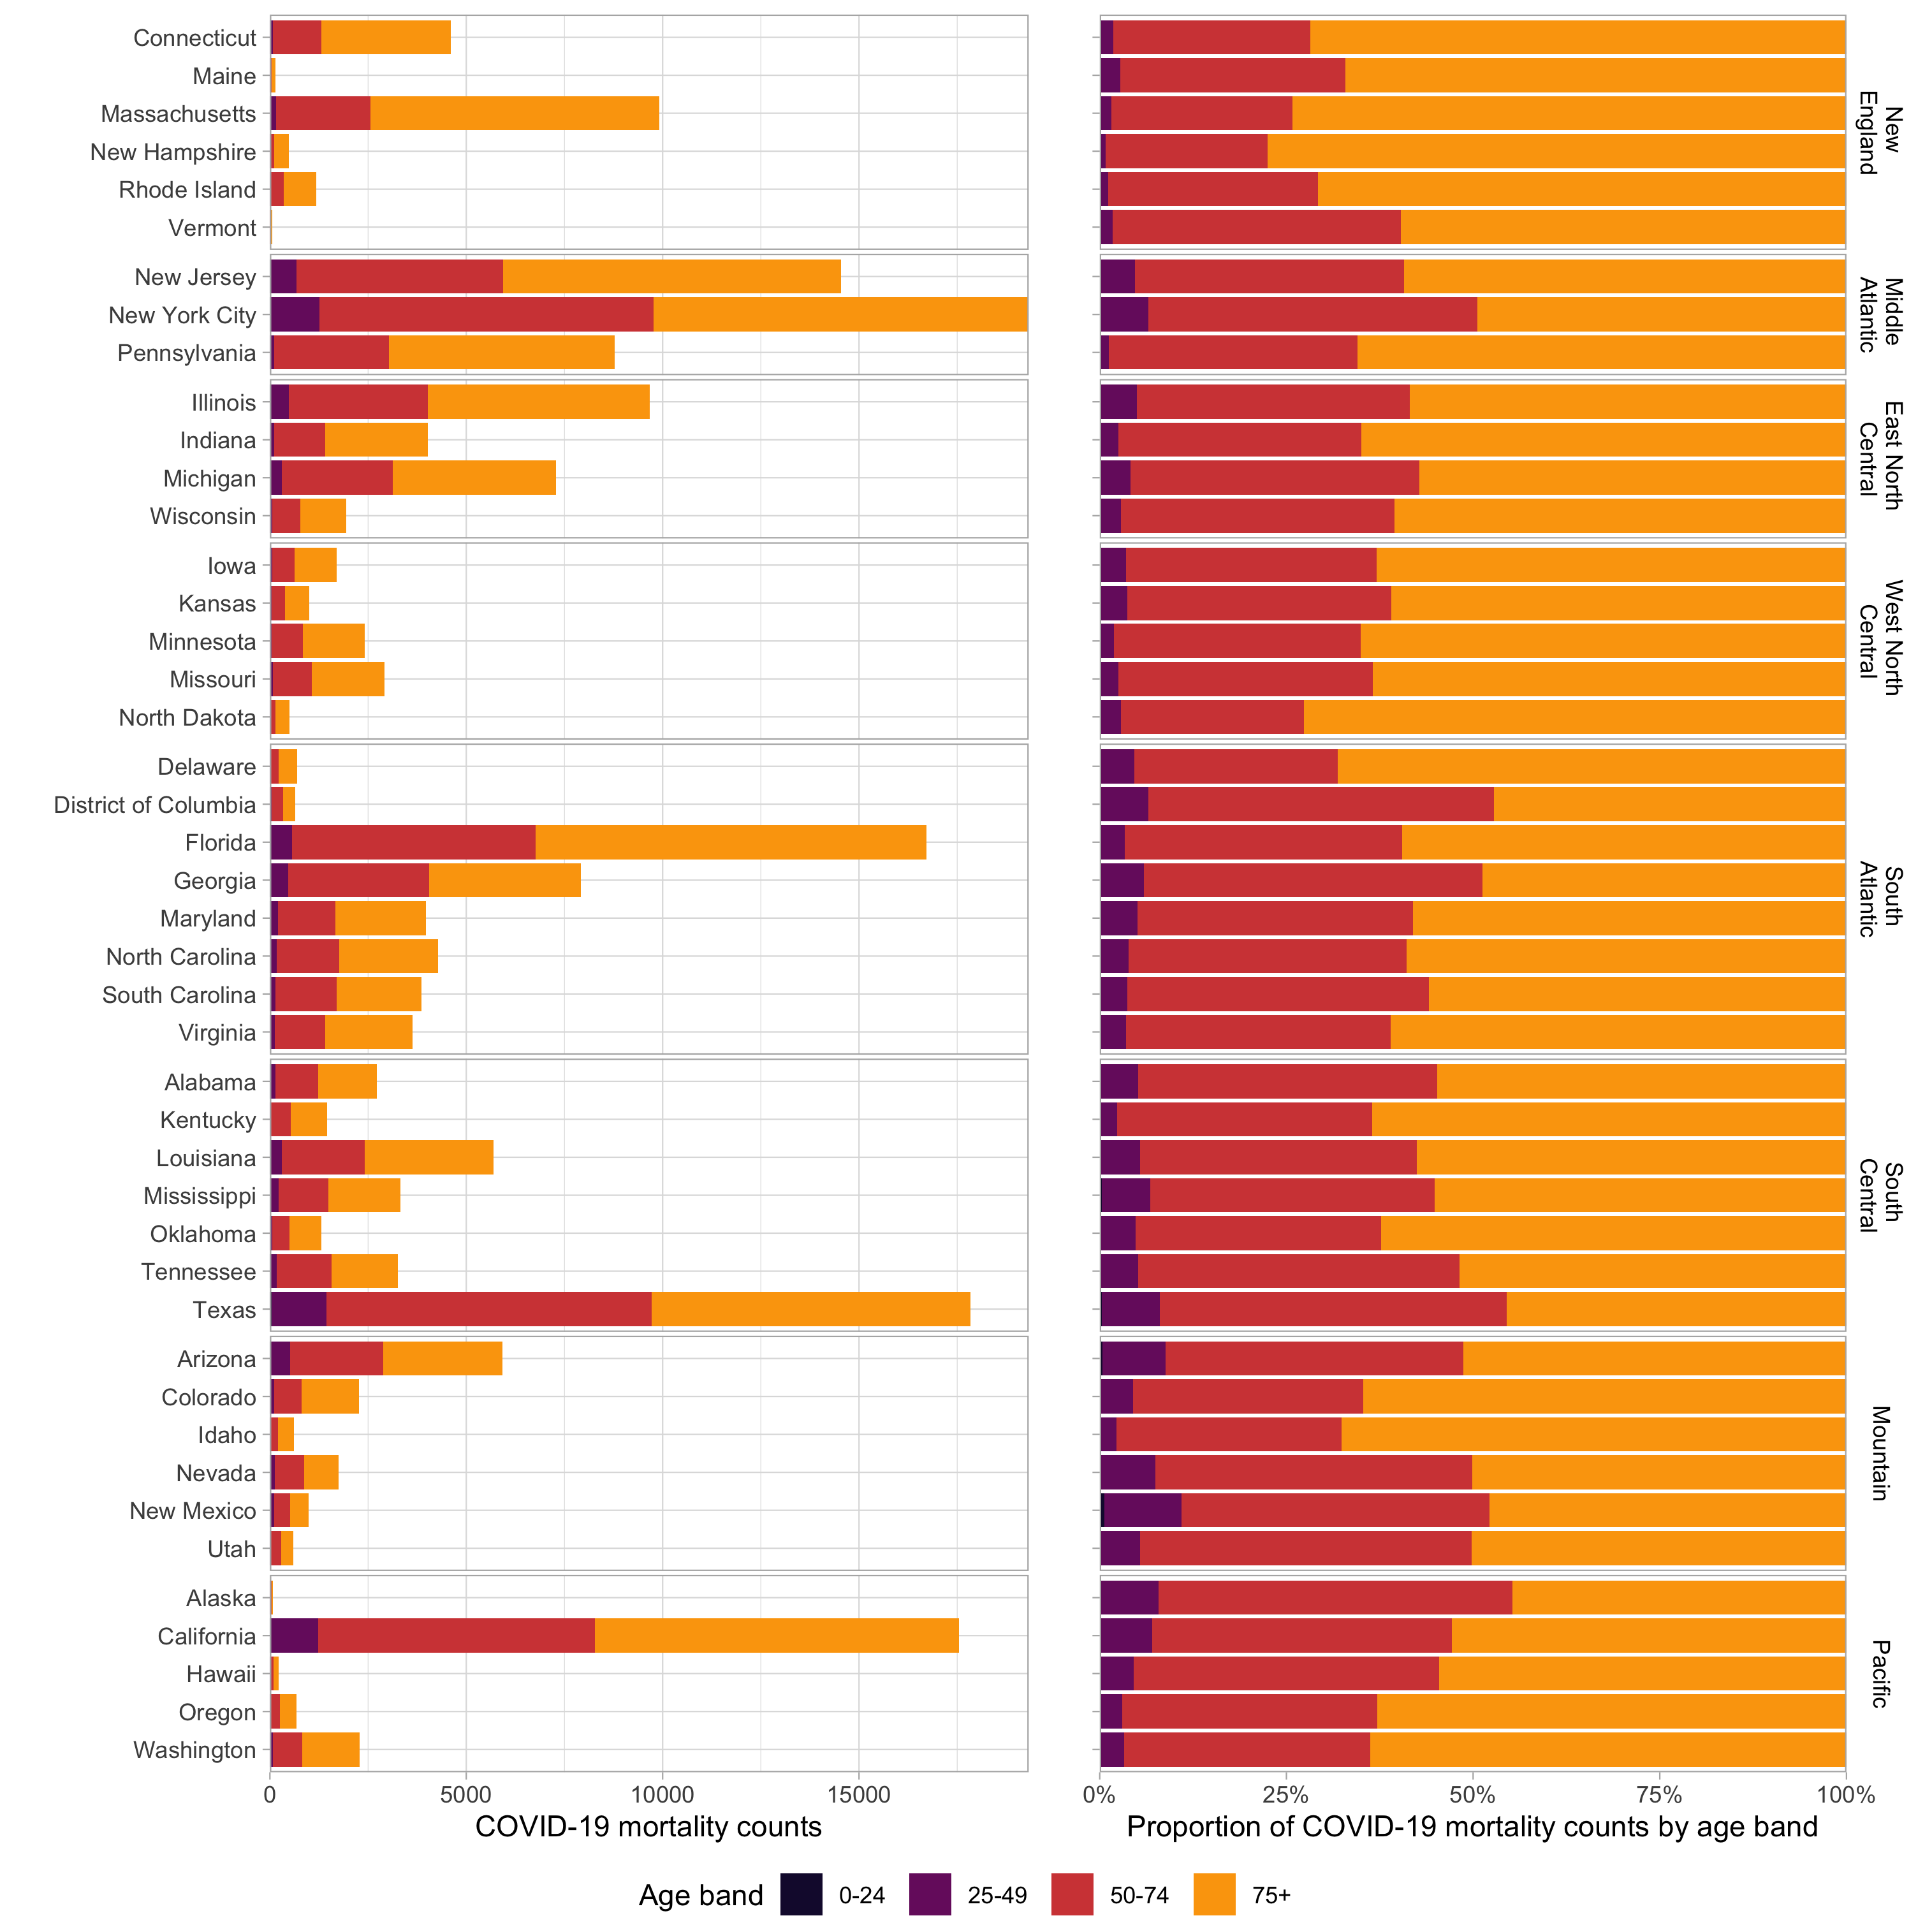 Connecticut
Maine
Massachusetts
New Hampshire
Rhode Island
Vermont
New
England
New Jersey
New York City
Pennsylvania
Middle
Atlantic
Illinois
Indiana
Michigan
Wisconsin
East North
Central
Iowa
Kansas
Minnesota
Missouri
North Dakota
West North
Central
Delaware
District of Columbia
Florida
Georgia
Maryland
North Carolina
South Carolina
Virginia
South
Atlantic
Alabama
Kentucky
Louisiana
Mississippi
Oklahoma
Tennessee
Texas
South
Central
Arizona
Colorado
Idaho
Nevada
New Mexico
Utah
Mountain
Alaska
California
Hawaii
Oregon
Washington
Pacific
0 5000 10000 15000
COVID-19 mortality counts
0% 25% 50% 75% 100%
Proportion of COVID-19 mortality counts by age band
Age band 0-24 25-49 50-74 75+